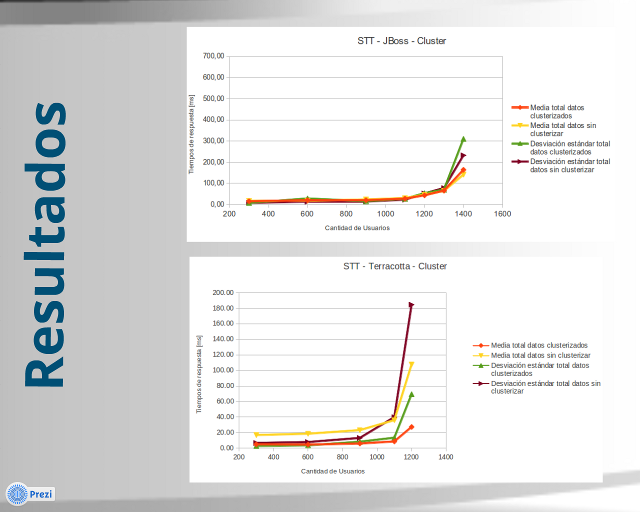 Resultados
STT - JBoss - Cluster
Tiempos de respuesta [ms]
700,00
600,00
500,00
400,00
300,00
200,00
100,00
0,00
200 400 600 800 1000 1200 1400 1600
Cantidad de Usuarios
Media total datos
clusterizados
Media total datos sin
clusterizar
Desviación estándar total
datos clusterizados
Desviación estándar total
datos sin clusterizar
STT - Terracotta - Cluster
Tiempos de respuesta [ms]
200.00
180.00
160.00
140.00
120.00
100.00
80.00
60.00
40.00
20.00
0.00
200 400 600 800 1000 1200 1400
Cantidad de Usuarios
Media total datos clusterizados
Media total datos sin clusterizar
Desviación estándar total datos
clusterizados
Desviación estándar total datos sin
clusterizar
Prezi